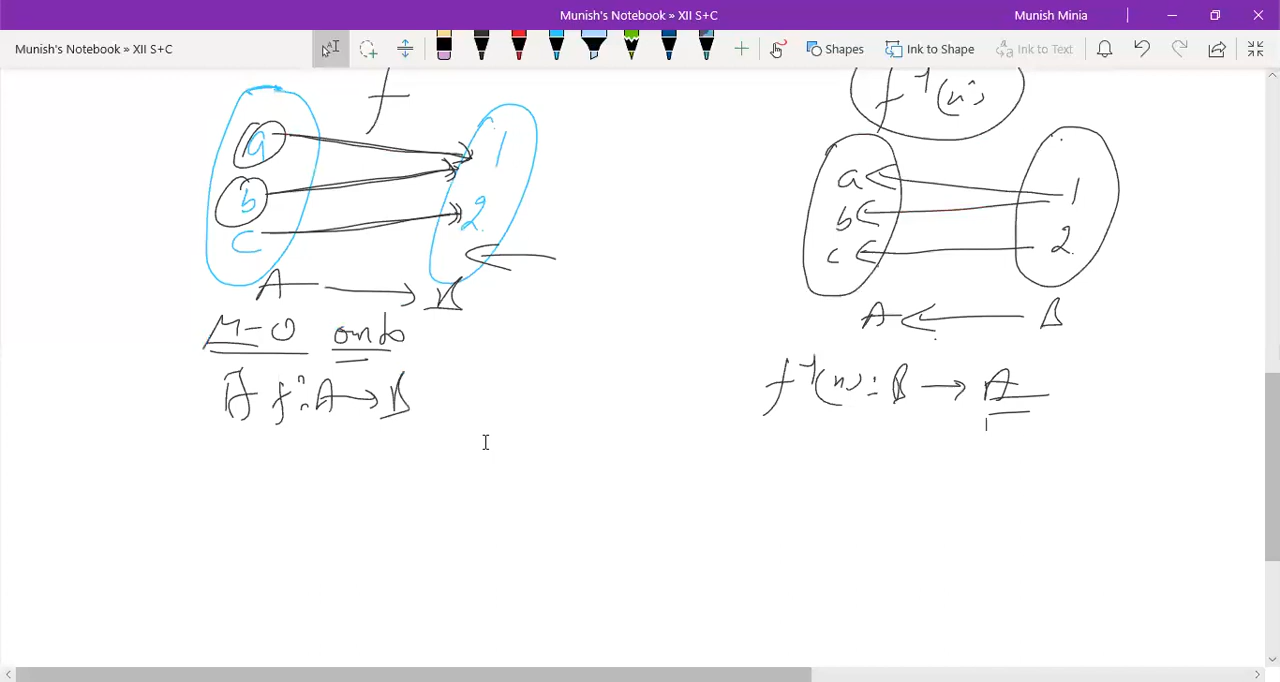 Munish's Notebook » XII S+C
Munish Minia
Munish's Notebook » XII S+C
Shapes
Ink to Shape
Ink to Text
f
f⁻¹(x)
a
b
c
1
2
A → B
M-O onto
f: A → B
a
b
c
1
2
A ← B
f⁻¹(x): B → A